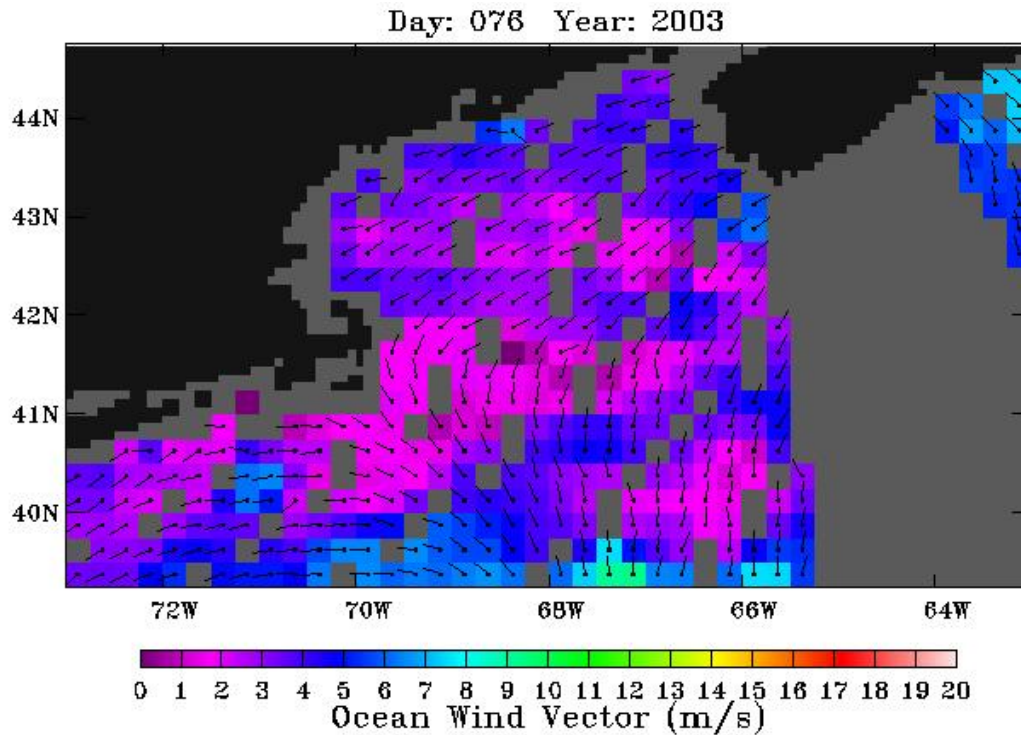 Day: 076 Year: 2003
44N
43N
42N
41N
40N
72W 70W 68W 66W 64W
0 1 2 3 4 5 6 7 8 9 10 11 12 13 14 15 16 17 18 19 20
Ocean Wind Vector (m/s)